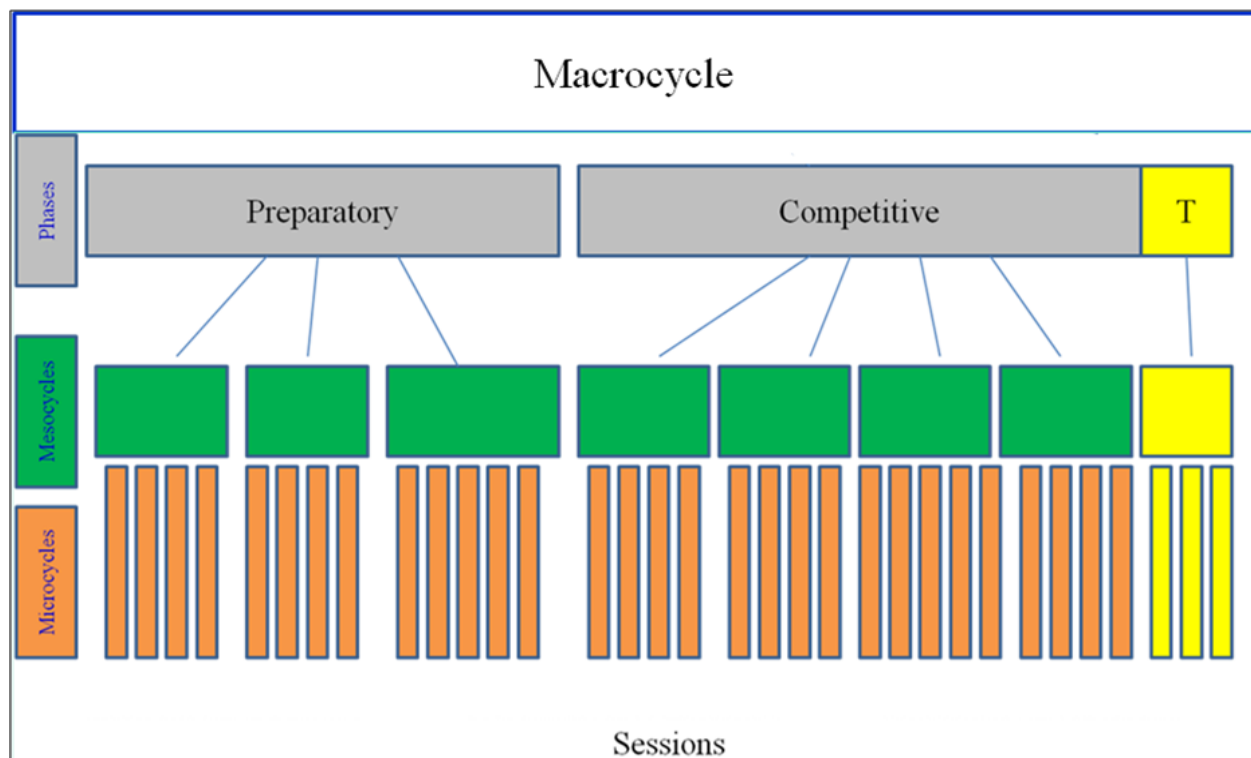 Macrocycle
Phases
Preparatory
Competitive
T
Mesocycles
Microcycles
Sessions